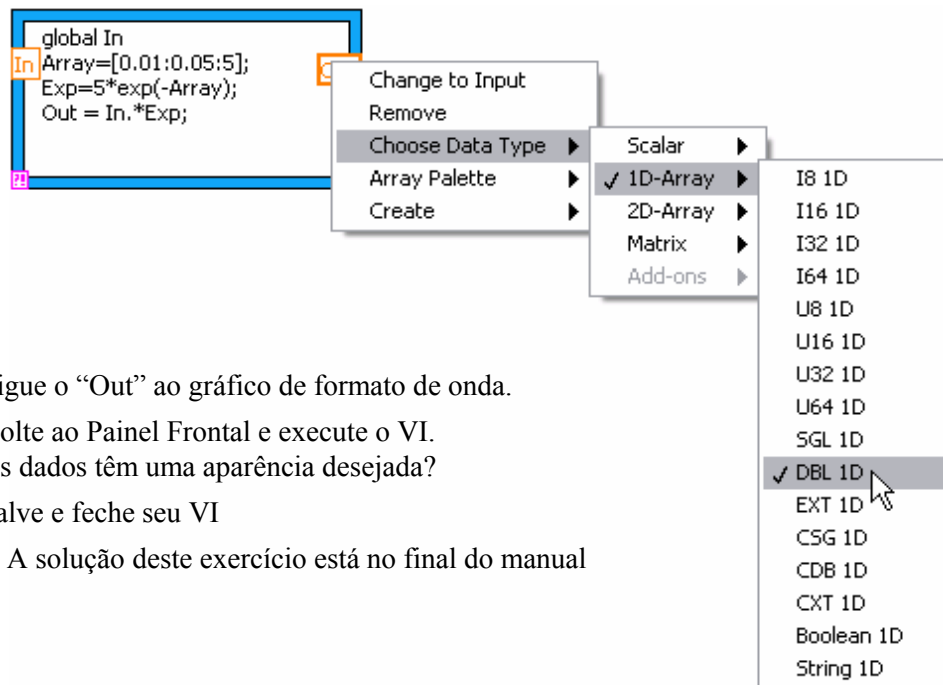 global In
In
Array=[0.01:0.05:5];
Exp=5*exp(-Array);
Out = In.*Exp;
?!
Change to Input
Remove
Choose Data Type
Array Palette
Create
Scalar
1D-Array
2D-Array
Matrix
Add-ons
I8 1D
I16 1D
I32 1D
I64 1D
U8 1D
U16 1D
U32 1D
U64 1D
SGL 1D
DBL 1D
EXT 1D
CSG 1D
CDB 1D
CXT 1D
Boolean 1D
String 1D
igue o “Out” ao gráfico de formato de onda.
olte ao Painel Frontal e execute o VI.
s dados têm uma aparência desejada?
alve e feche seu VI
A solução deste exercício está no final do manual